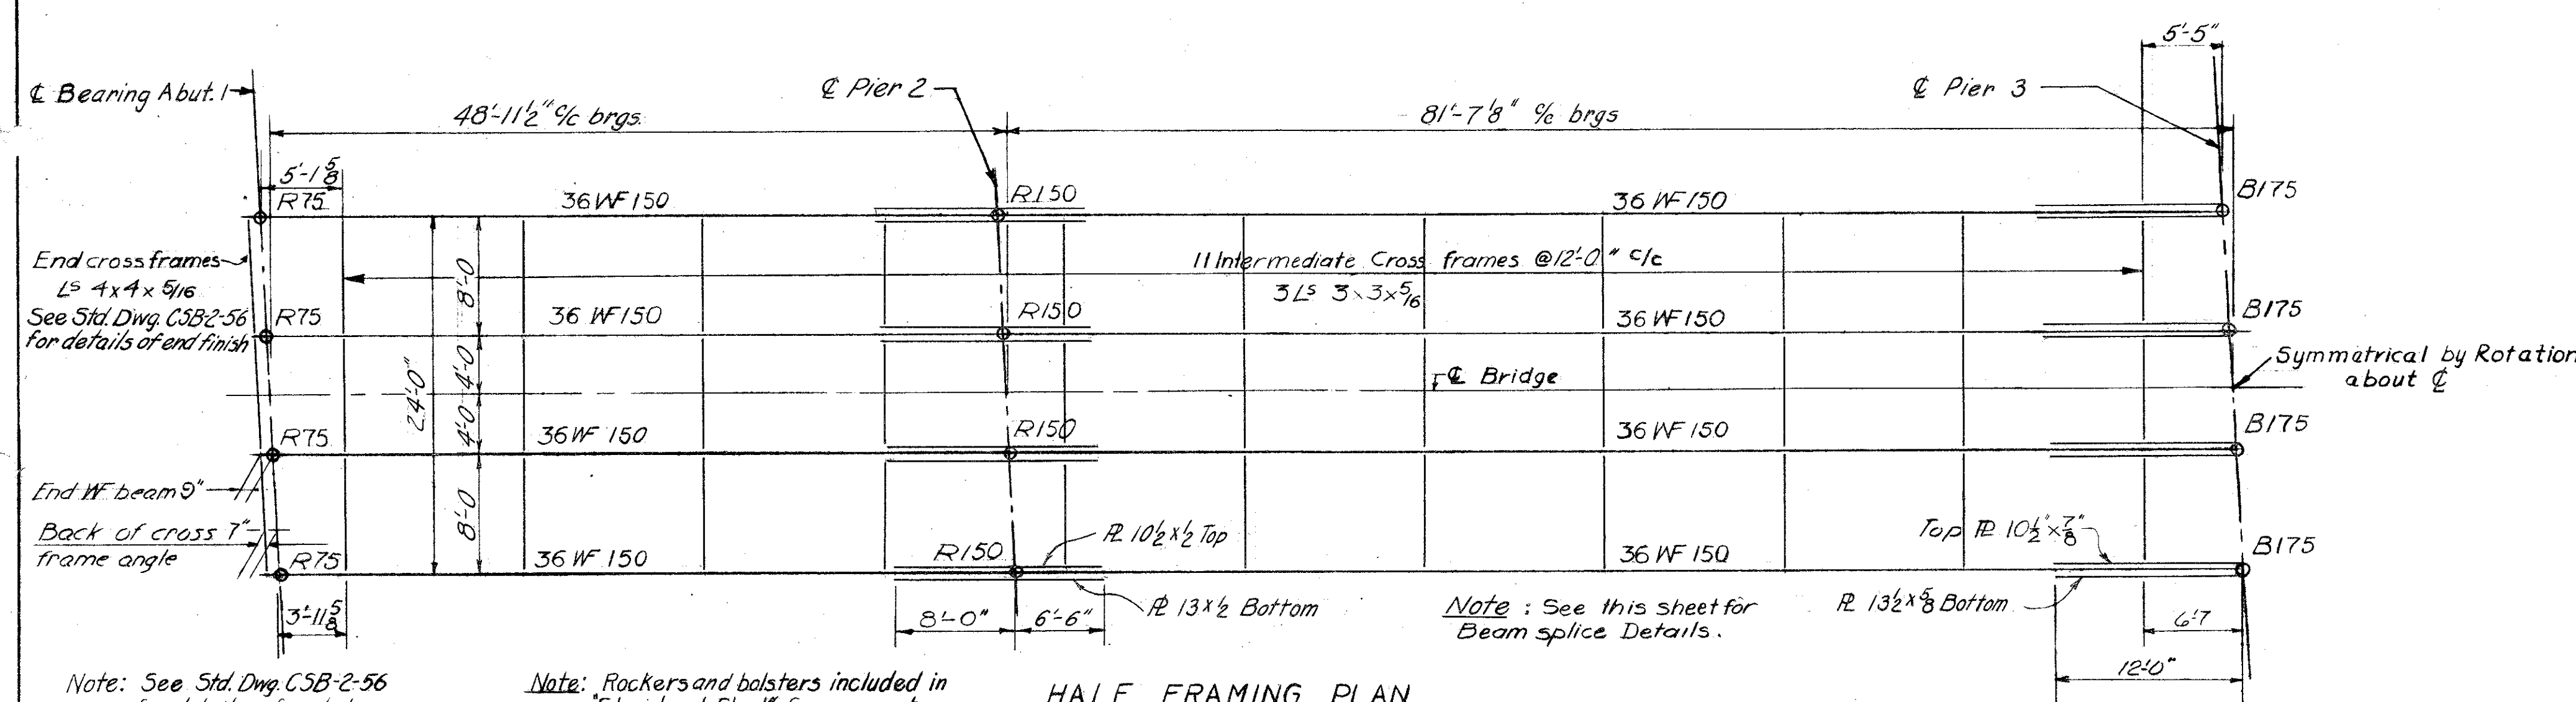 5'-5"
℄ Bearing Abut. 1
℄ Pier 2
℄ Pier 3
48'-11½" c/c brgs.
81'-7⅛" c/c brgs
5'-1⅝
R75
36 WF 150
R150
36 WF 150
B175
End cross frames
Ls 4x4x 5/16
See Std. Dwg. CSB-2-56
for details of end finish
8'-0
11 Intermediate Cross frames @12'-0" c/c
3 Ls 3x3x5/16
R75
36 WF 150
R150
36 WF 150
B175
24'-0"
4'-0
4'-0
℄ Bridge
Symmetrical by Rotation
about ℄
R75
36 WF 150
R150
36 WF 150
B175
End WF beam 9"
8'-0
Back of cross 7"
frame angle
R75
36 WF 150
R150
℞ 10½ x ½ Top
36 WF 150
Top ℞ 10½" x ⅞"
B175
3'-11⅝
8'-0"
6'-6"
℞ 13 x ½ Bottom
Note : See this sheet for
Beam splice Details.
℞ 13½ x ⅝ Bottom
6'-7
12'-0"
Note: See Std. Dwg. CSB-2-56
Note: Rockers and bolsters included in
HALF FRAMING PLAN